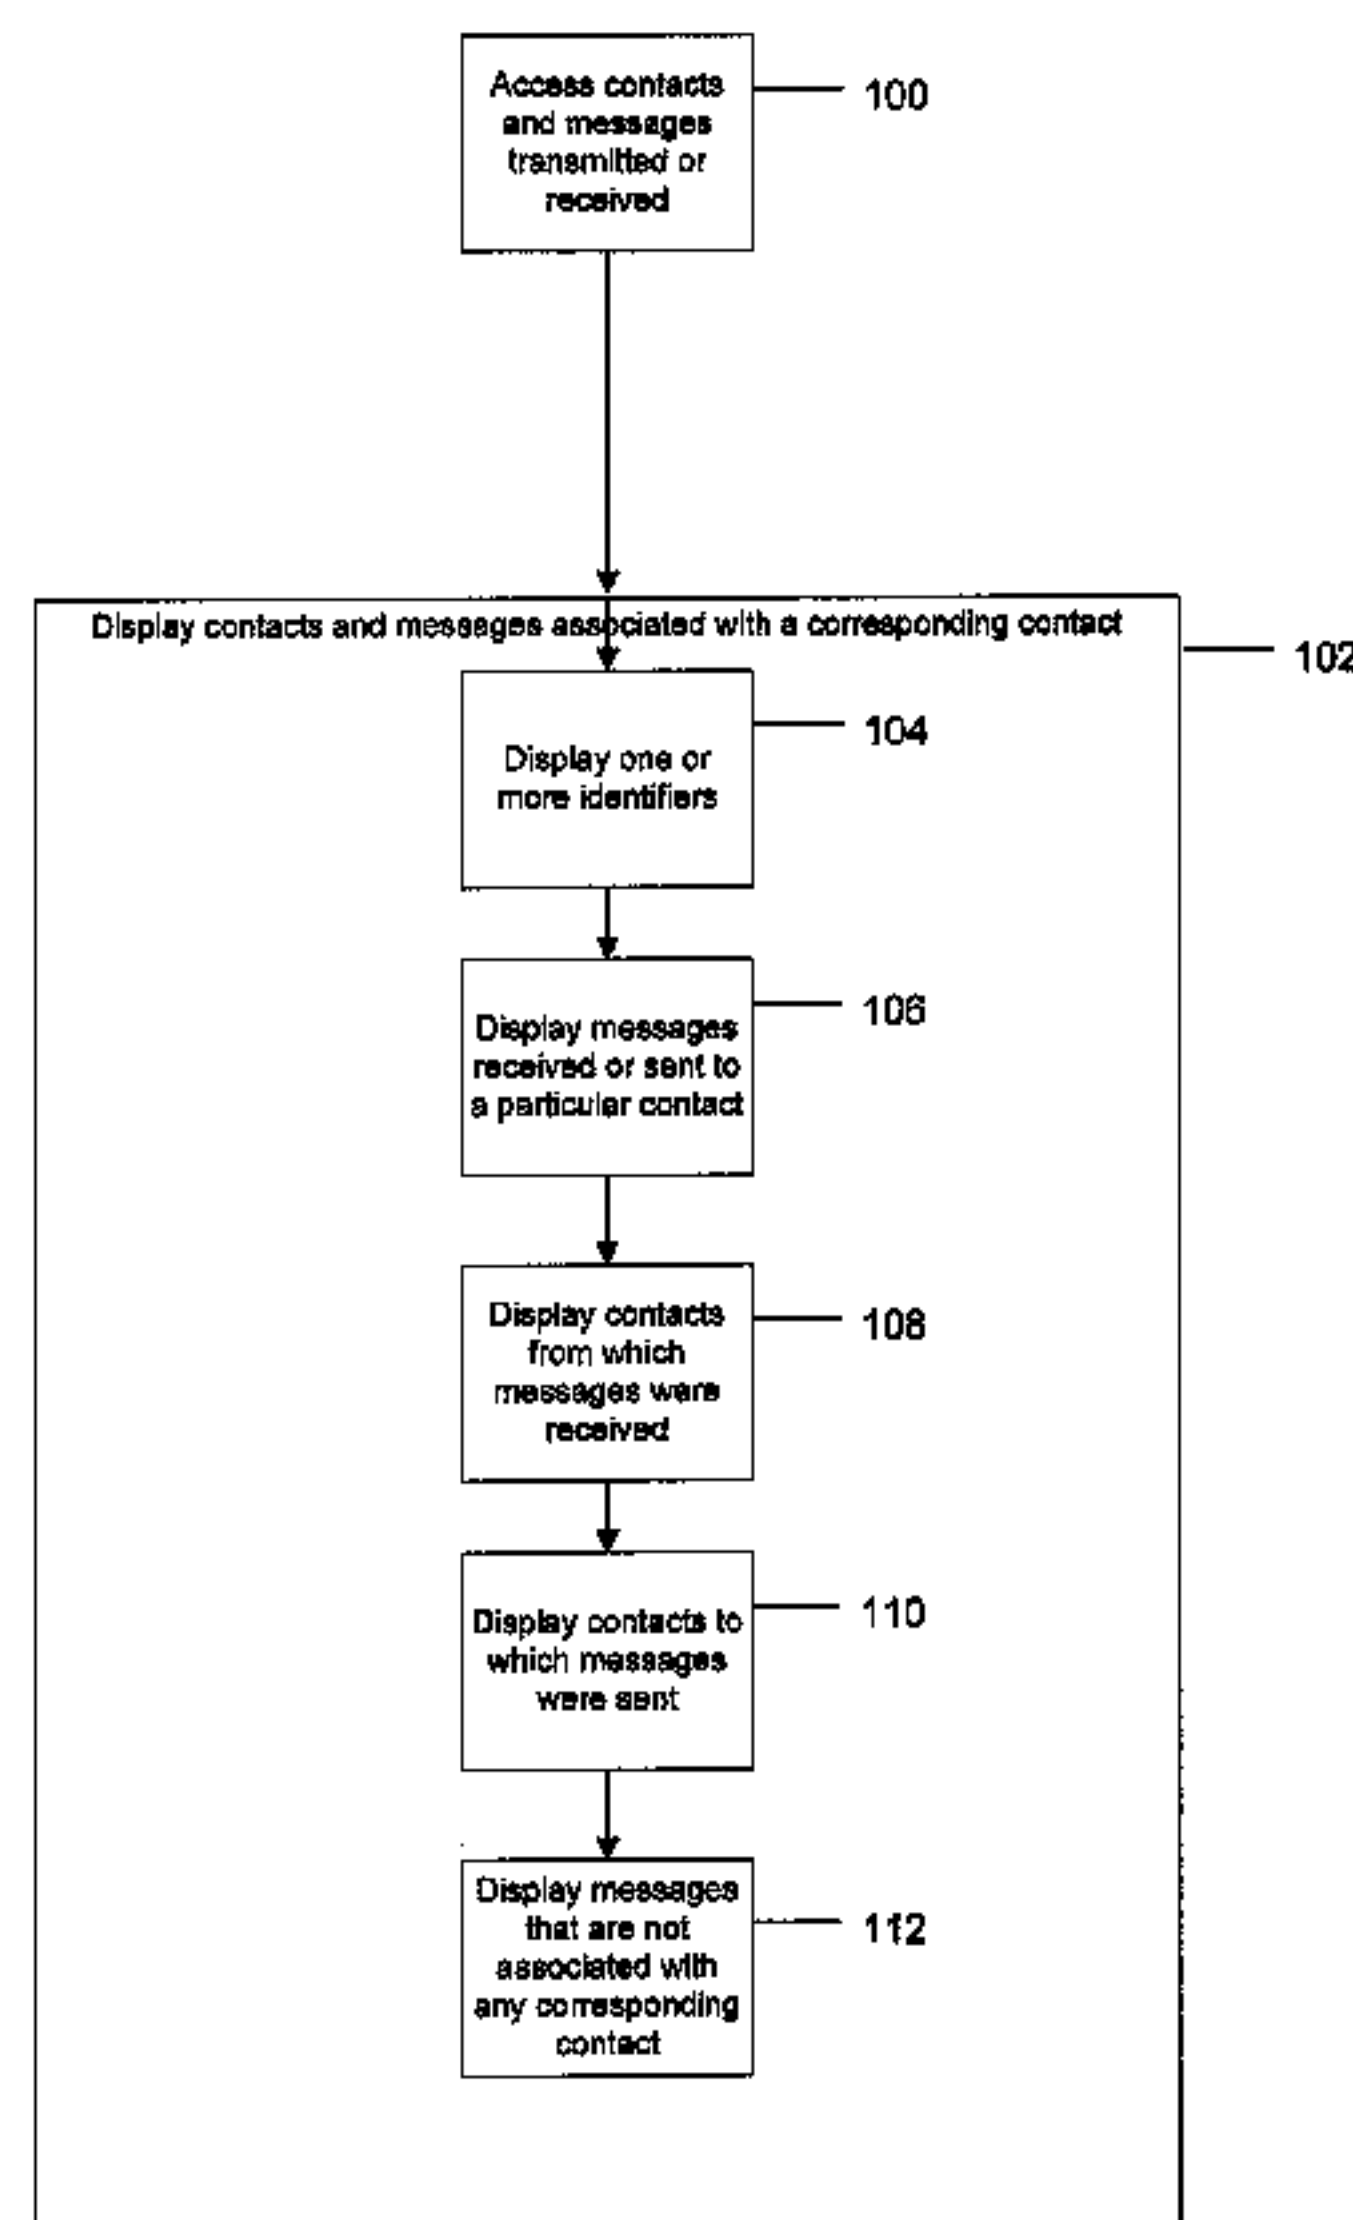 Access contacts
and messages
transmitted or
received
100
Display contacts and messages associated with a corresponding contact
102
Display one or
more identifiers
104
Display messages
received or sent to
a particular contact
106
Display contacts
from which
messages were
received
108
Display contacts to
which messages
were sent
110
Display messages
that are not
associated with
any corresponding
contact
112